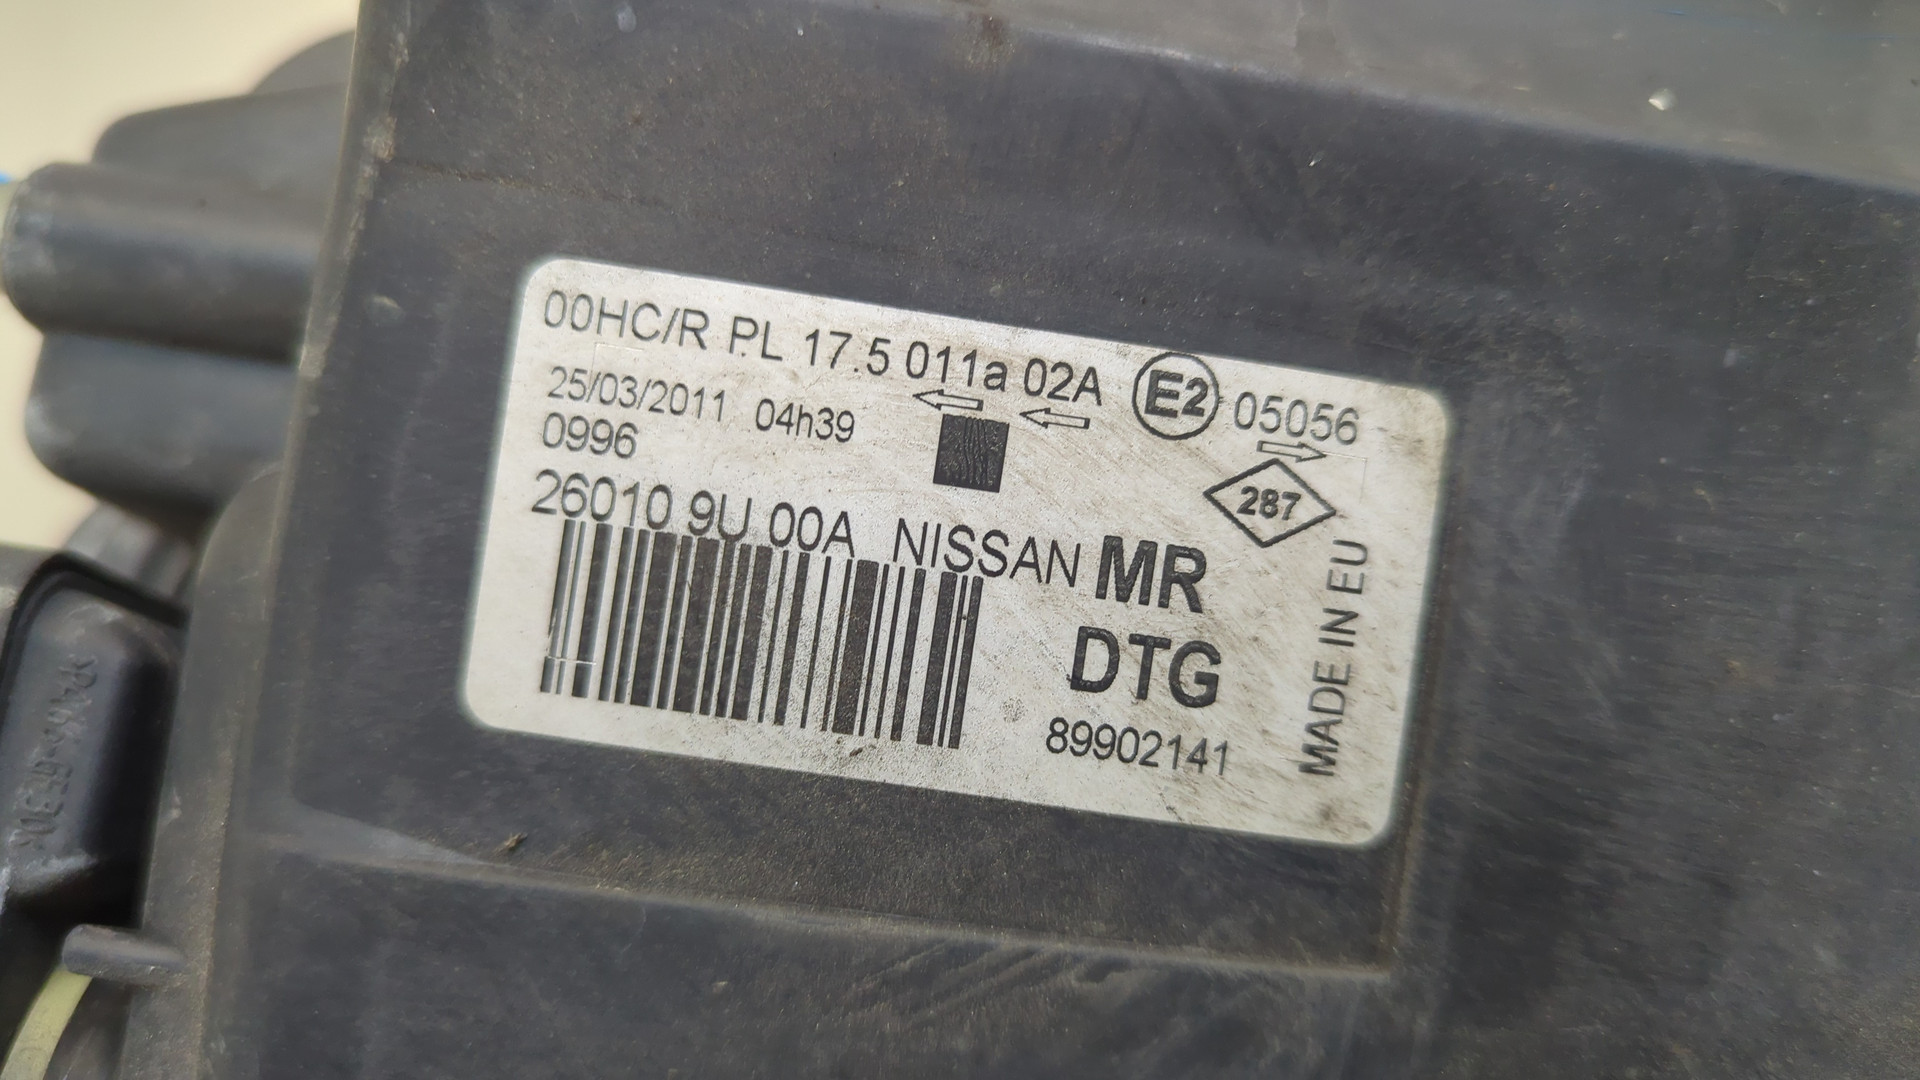 00HC/R PL 17.5 011a 02A E2 05056
25/03/2011 04h39
0996
287
26010 9U 00A NISSAN MR
DTG
89902141
MADE IN EU